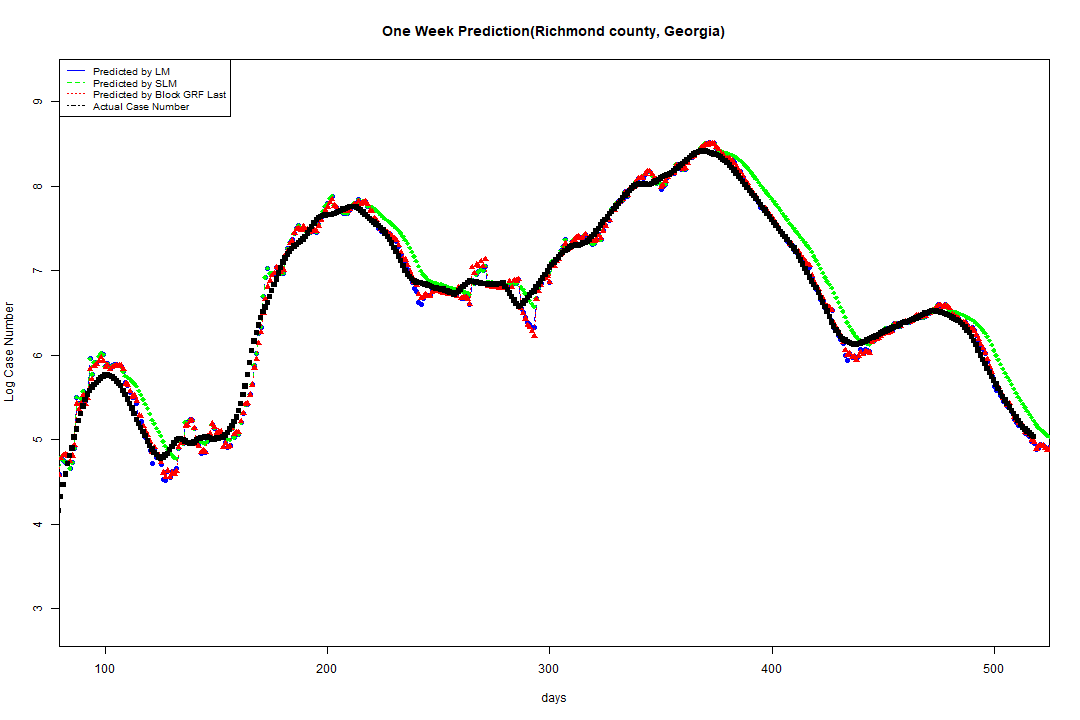 One Week Prediction(Richmond county, Georgia)
Predicted by LM
Predicted by SLM
Predicted by Block GRF Last
Actual Case Number
9
8
7
6
5
4
3
Log Case Number
100 200 300 400 500
days